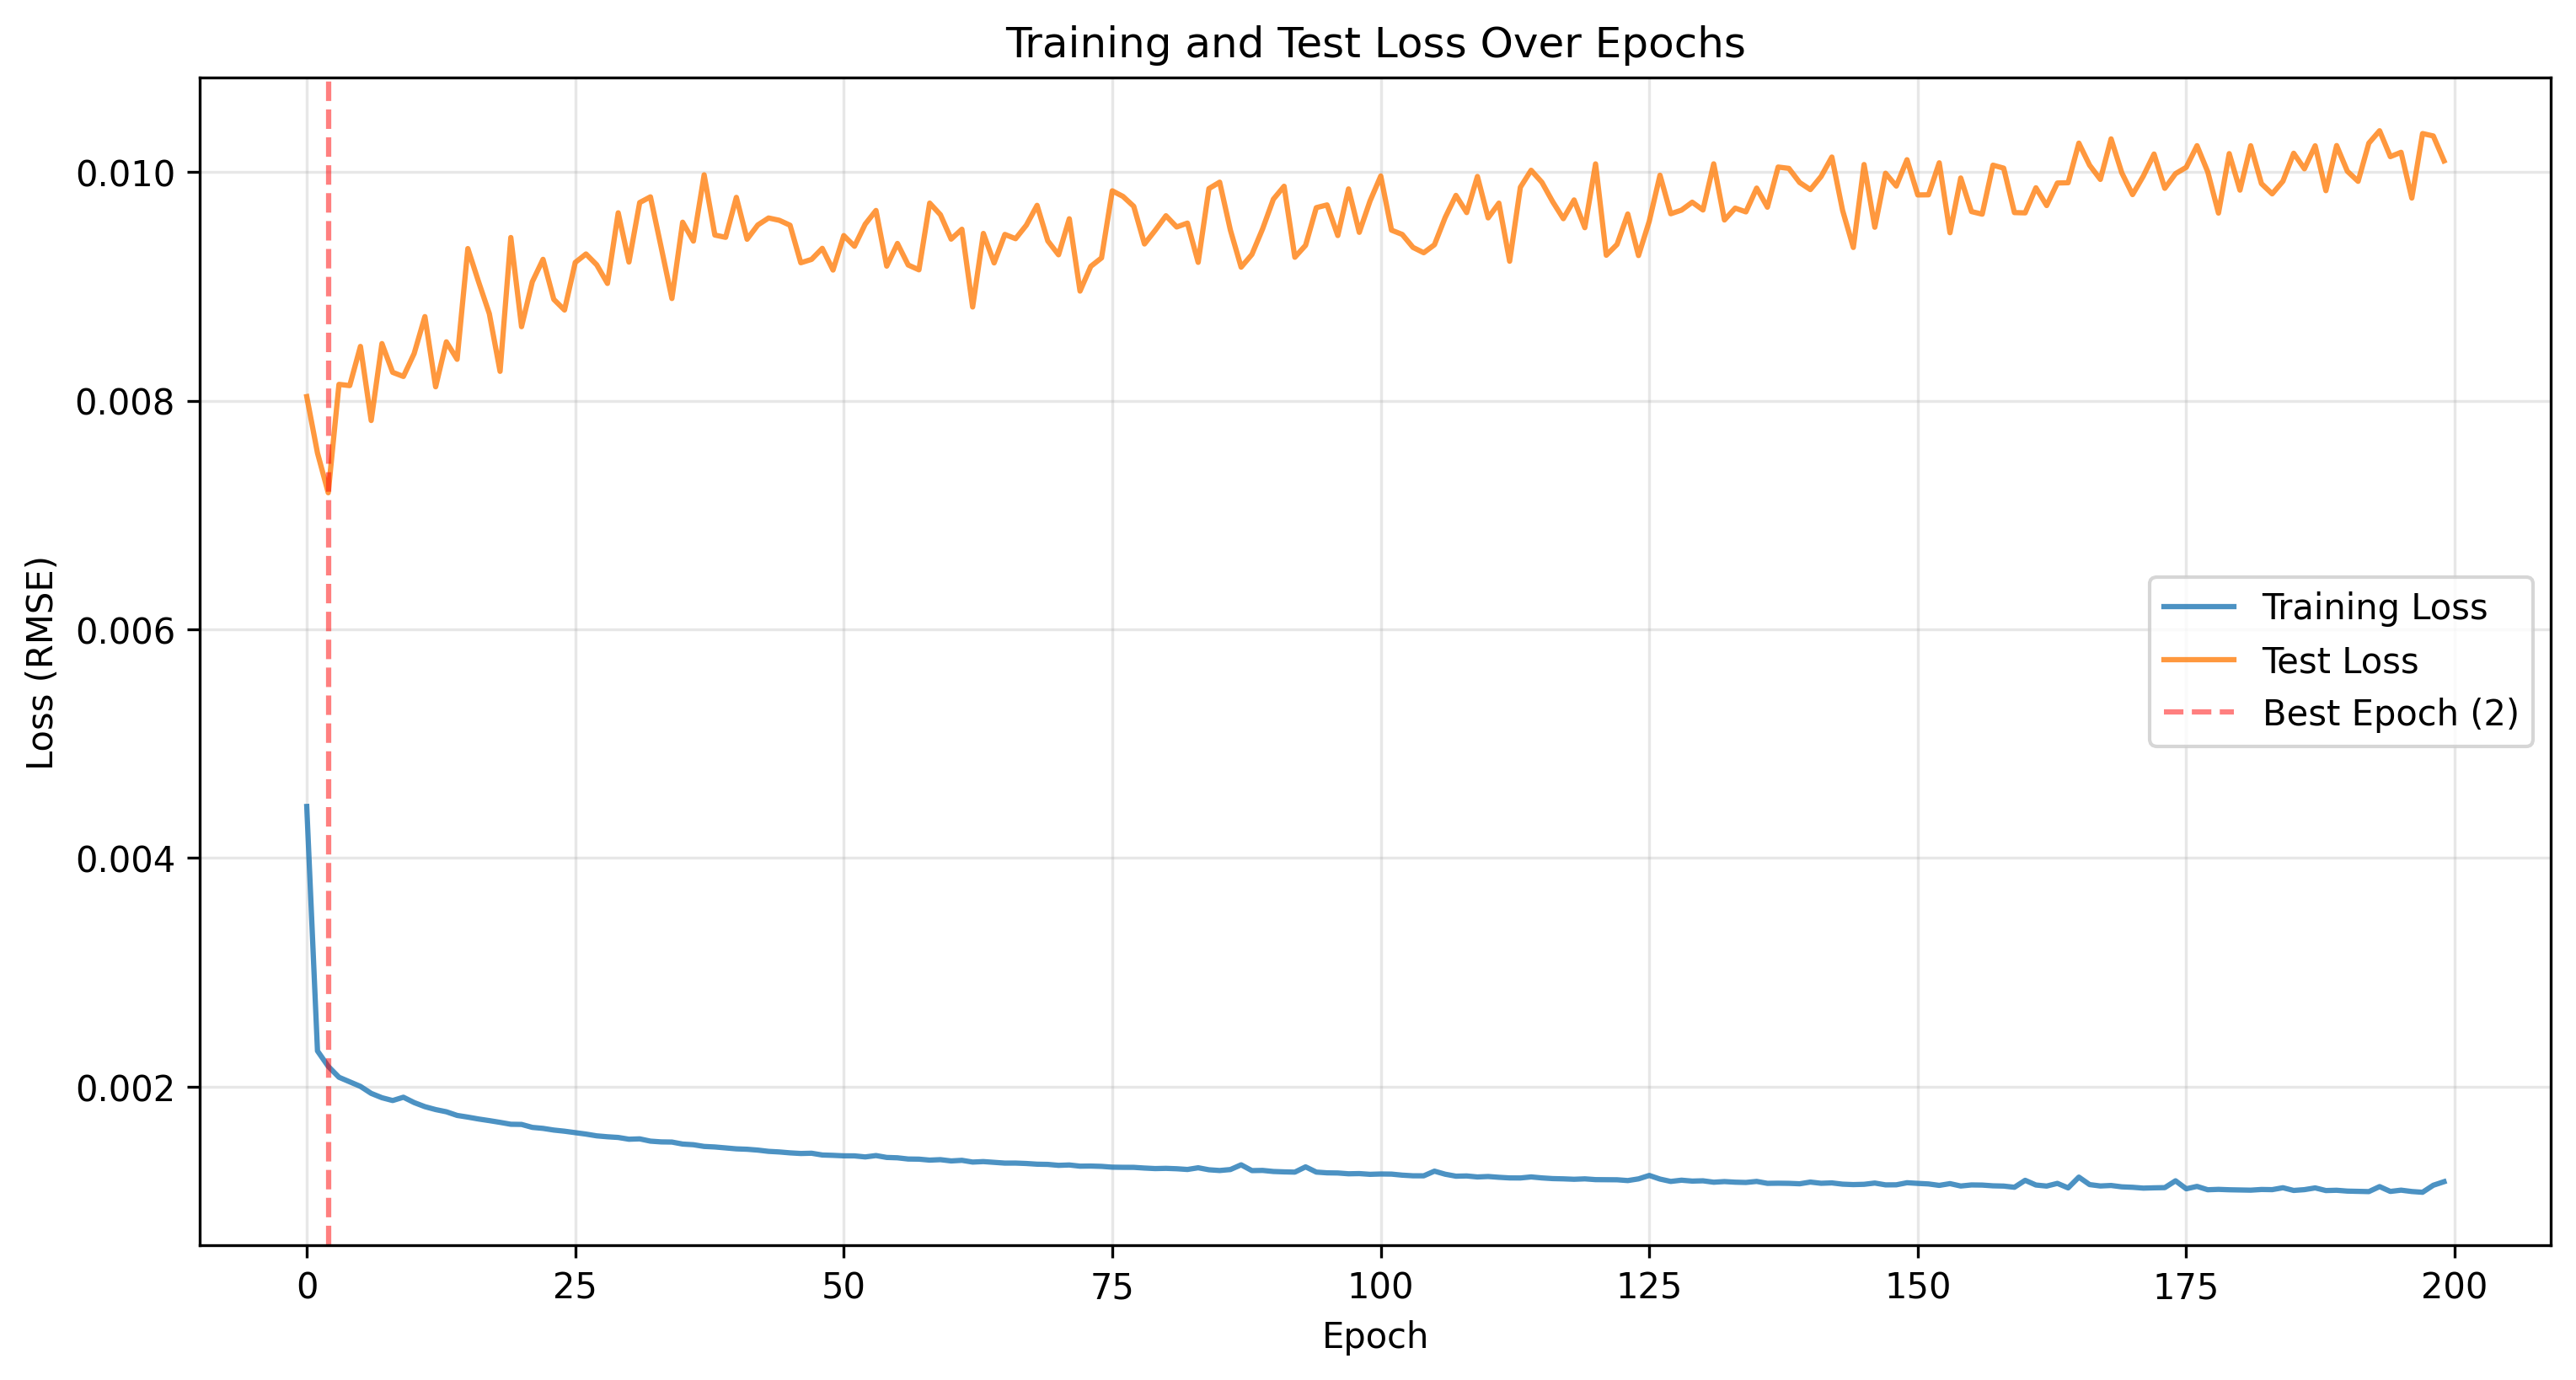 Training and Test Loss Over Epochs
Loss (RMSE)
0.010
0.008
0.006
0.004
0.002
Training Loss
Test Loss
Best Epoch (2)
0 25 50 75 100 125 150 175 200
Epoch